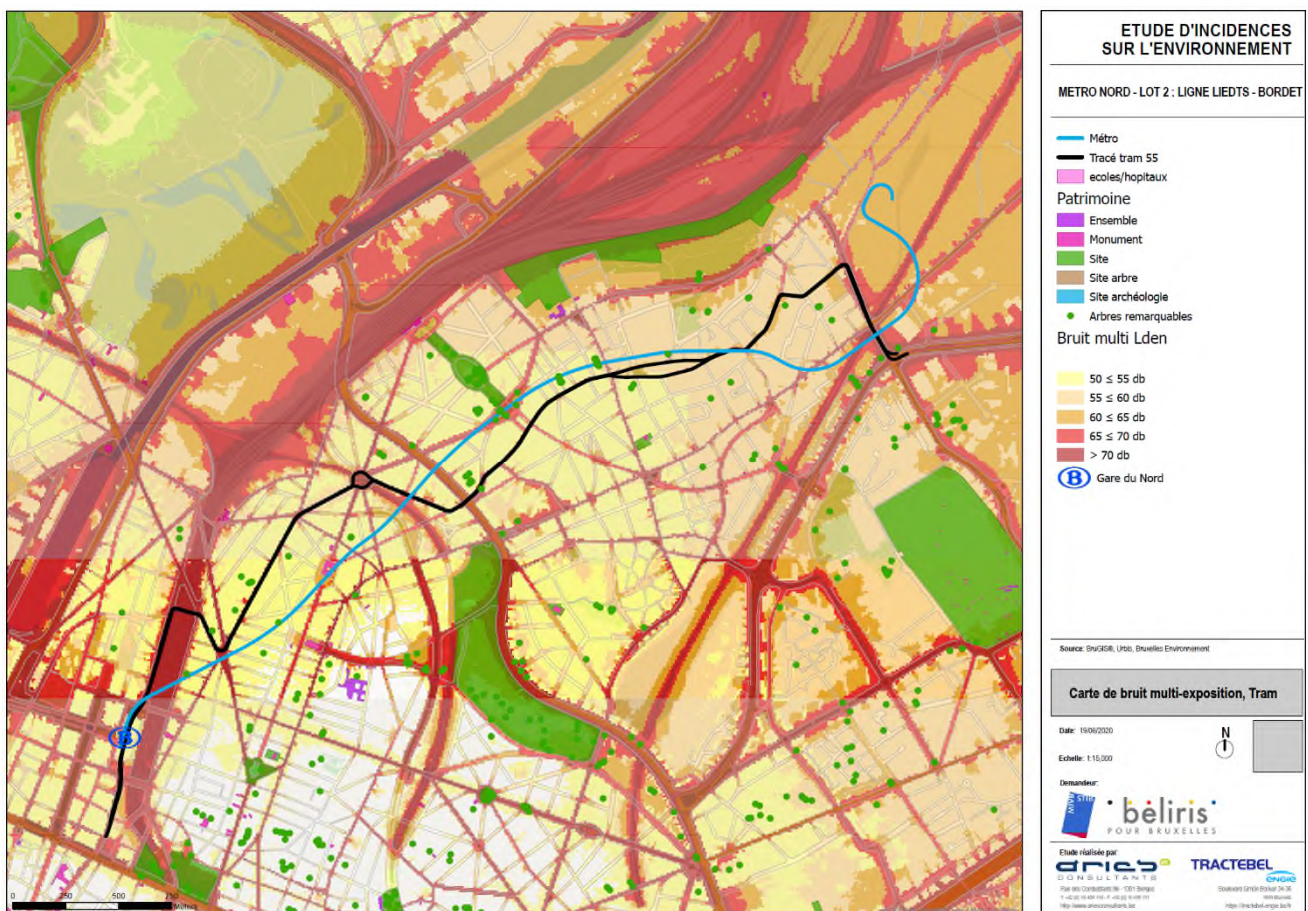 ETUDE D'INCIDENCES
SUR L'ENVIRONNEMENT
METRO NORD - LOT 2 : LIGNE LIEDTS - BORDET
Métro
Tracé tram 55
ecoles/hopitaux
Patrimoine
Ensemble
Monument
Site
Site arbre
Site archéologie
Arbres remarquables
Bruit multi Lden
50 ≤ 55 db
55 ≤ 60 db
60 ≤ 65 db
65 ≤ 70 db
> 70 db
B Gare du Nord
Source: BruGIS®, Urbis, Bruxelles Environnement
Carte de bruit multi-exposition, Tram
Date: 19/06/2020
N
Echelle: 1:15,000
Demandeur:
STIB
MIVB
beliris
POUR BRUXELLES
Etude réalisée par
aries
CONSULTANTS
TRACTEBEL
ENGIE
B
0 250 500 750
Mètres